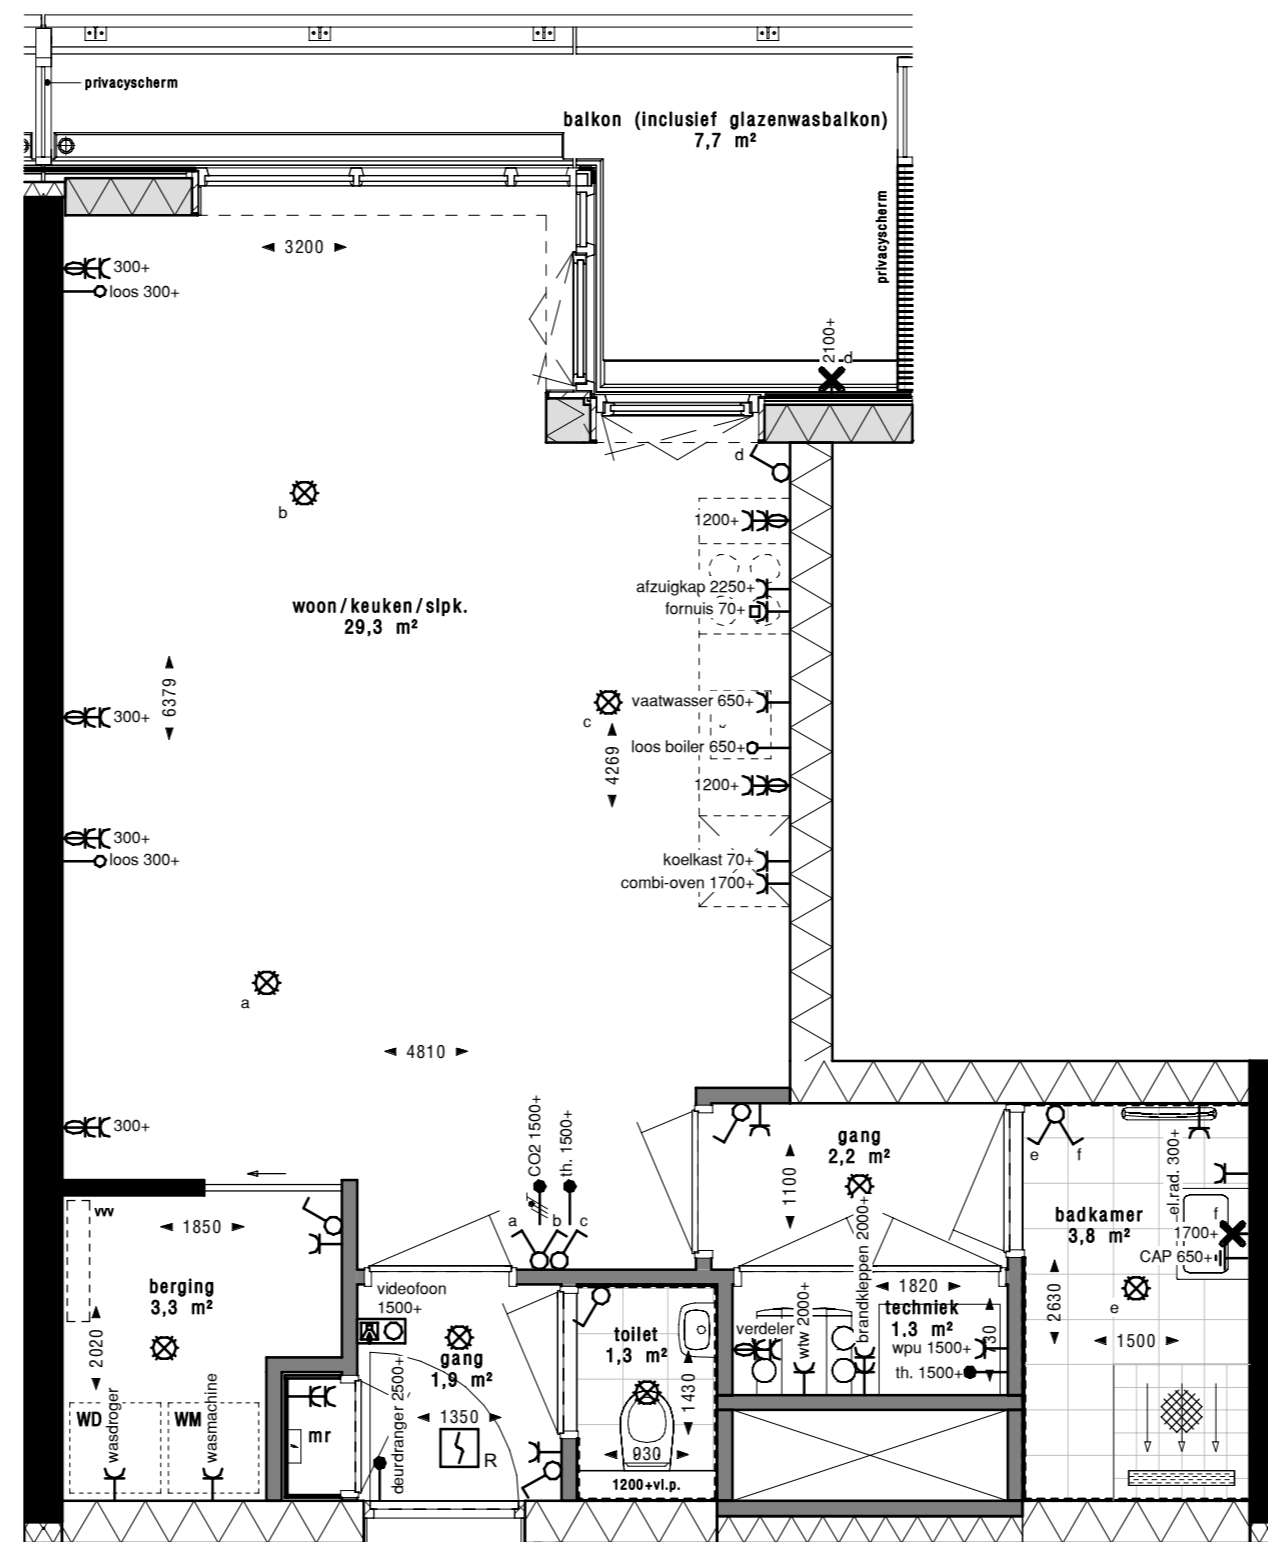 privacyscherm
balkon (inclusief glazenwasbalkon)
7,7 m²
privacyscherm
3200
300+
loos 300+
2100+
d
d
b
1200+
afzuigkap 2250+
fornuis 70+
woon/keuken/slpk.
29,3 m²
6379
300+
c
vaatwasser 650+
loos boiler 650+
4269
1200+
300+
loos 300+
koelkast 70+
combi-oven 1700+
a
4810
300+
CO2 1500+
th. 1500+
a
b
c
gang
2,2 m²
1100
e
f
el.rad. 300+
badkamer
3,8 m²
f
1700+
CAP 650+
e
2630
1500
vvv
1850
berging
3,3 m²
2020
WD
wasdroger
WM
wasmachine
videofoon
1500+
gang
1,9 m²
1350
deurdranger 2500+
R
mr
toilet
1,3 m²
1430
930
1200+vl.p.
verdeler
wtw 2000+
brandkleppen 2000+
1820
techniek
1,3 m²
wpu 1500+
th. 1500+